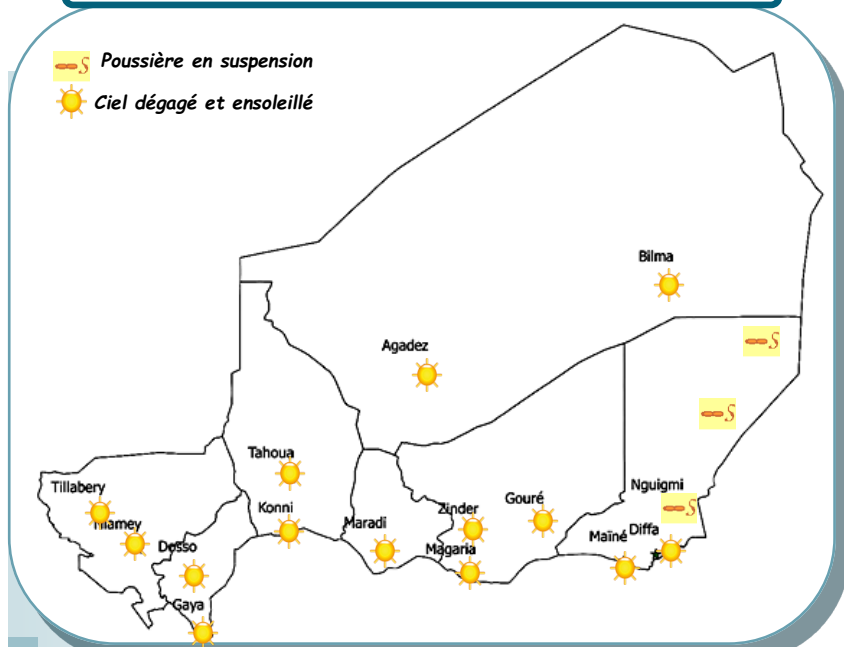 Poussière en suspension
Ciel dégagé et ensoleillé
Bilma
Agadez
Tahoua
Tillabery
Nguigmi
Konni
Zinder
Gouré
Maradi
Niamey
Maïné
Diffa
Dosso
Magaria
Gaya